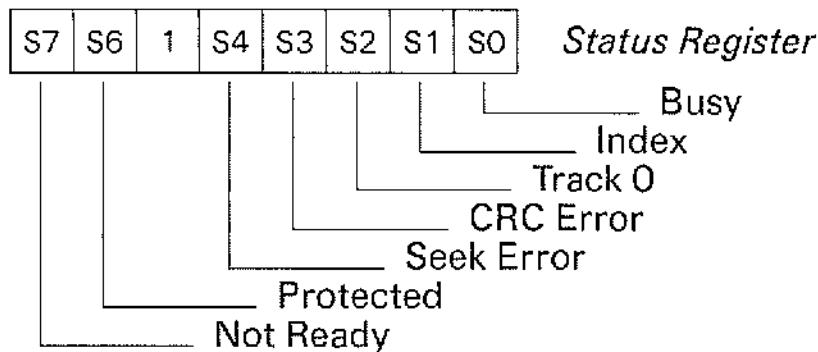 S7 S6 1 S4 S3 S2 S1 S0 Status Register
Busy
Index
Track 0
CRC Error
Seek Error
Protected
Not Ready